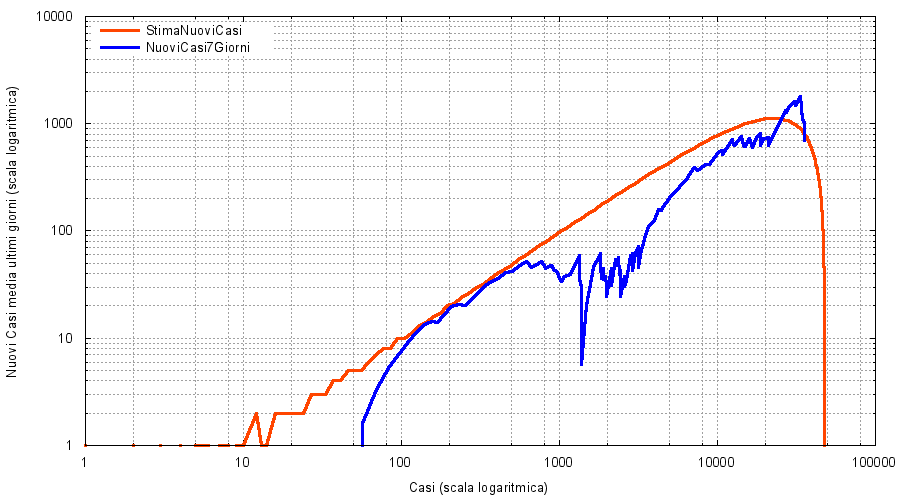 10000
StimaNuoviCasi
NuoviCasi7Giorni
1000
100
10
1
Nuovi Casi media ultimi giorni (scala logaritmica)
1 10 100 1000 10000 100000
Casi (scala logaritmica)